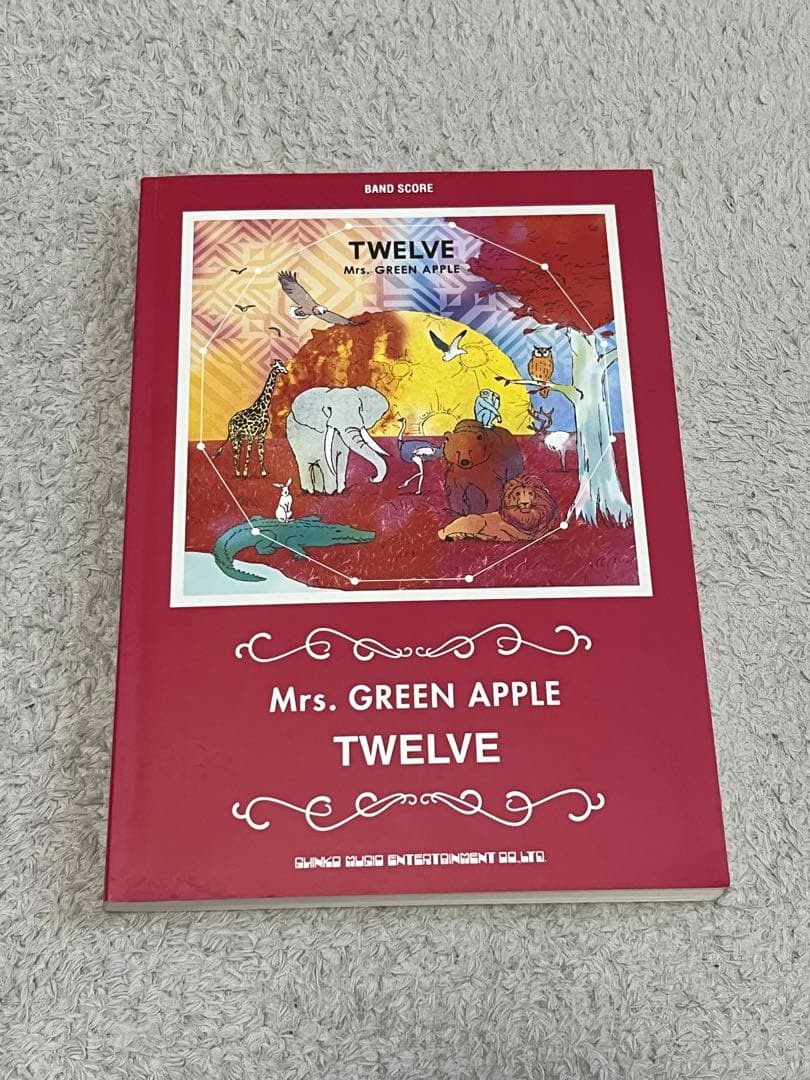 BAND SCORE
TWELVE
Mrs. GREEN APPLE
Mrs. GREEN APPLE
TWELVE
SHINKO MUSIC ENTERTAINMENT CO.,LTD.